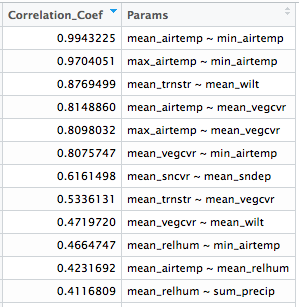 Correlation_Coef Params
0.9943225 mean_airtemp ~ min_airtemp
0.9704051 max_airtemp ~ min_airtemp
0.8769499 mean_trnstr ~ mean_wilt
0.8148860 mean_airtemp ~ mean_vegcvr
0.8098032 max_airtemp ~ mean_vegcvr
0.8075747 mean_vegcvr ~ min_airtemp
0.6161498 mean_sncvr ~ mean_sndep
0.5336131 mean_trnstr ~ mean_vegcvr
0.4719720 mean_vegcvr ~ mean_wilt
0.4664747 mean_relhum ~ min_airtemp
0.4231692 mean_airtemp ~ mean_relhum
0.4116809 mean_relhum ~ sum_precip